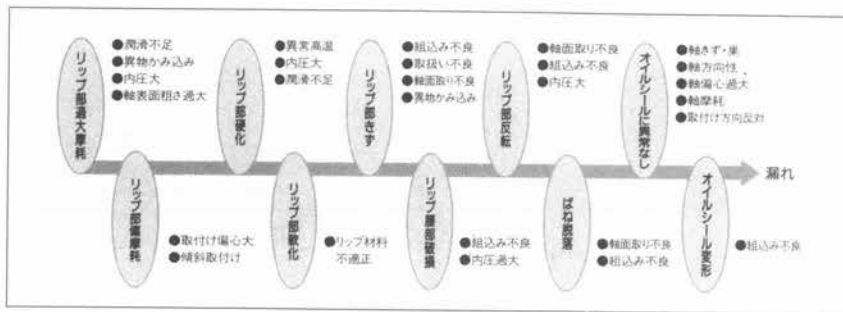 リップ部過大摩耗
●潤滑不足
●異物かみ込み
●内圧大
●軸表面粗さ過大
リップ部硬化
●異常高温
●内圧大
●潤滑不足
リップ部きず
●組込み不良
●取扱い不良
●軸面取り不良
●異物かみ込み
リップ部反転
●軸面取り不良
●組込み不良
●内圧大
オイルシールに異常なし
●軸きず・巣
●軸方向性
●軸偏心過大
●軸摩耗
●取付け方向反対
漏れ
リップ部偏摩耗
●取付け偏心大
●傾斜取付け
リップ部軟化
●リップ材料
不適正
リップ腰部破損
●組込み不良
●内圧過大
ばね脱落
●軸面取り不良
●組込み不良
オイルシール変形
●組込み不良